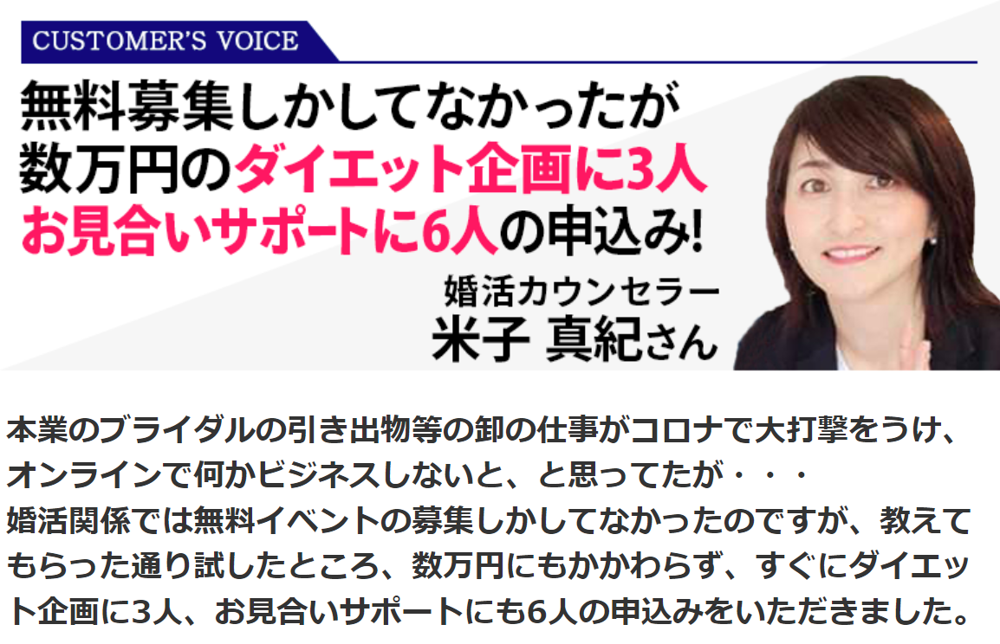 CUSTOMER'S VOICE
無料募集しかしてなかったが
数万円のダイエット企画に3人
お見合いサポートに6人の申込み!
婚活カウンセラー
米子 真紀さん
本業のブライダルの引き出物等の卸の仕事がコロナで大打撃をうけ、
オンラインで何かビジネスしないと、と思ってたが・・・
婚活関係では無料イベントの募集しかしてなかったのですが、教えて
もらった通り試したところ、数万円にもかかわらず、すぐにダイエッ
ト企画に3人、お見合いサポートにも6人の申込みをいただきました。